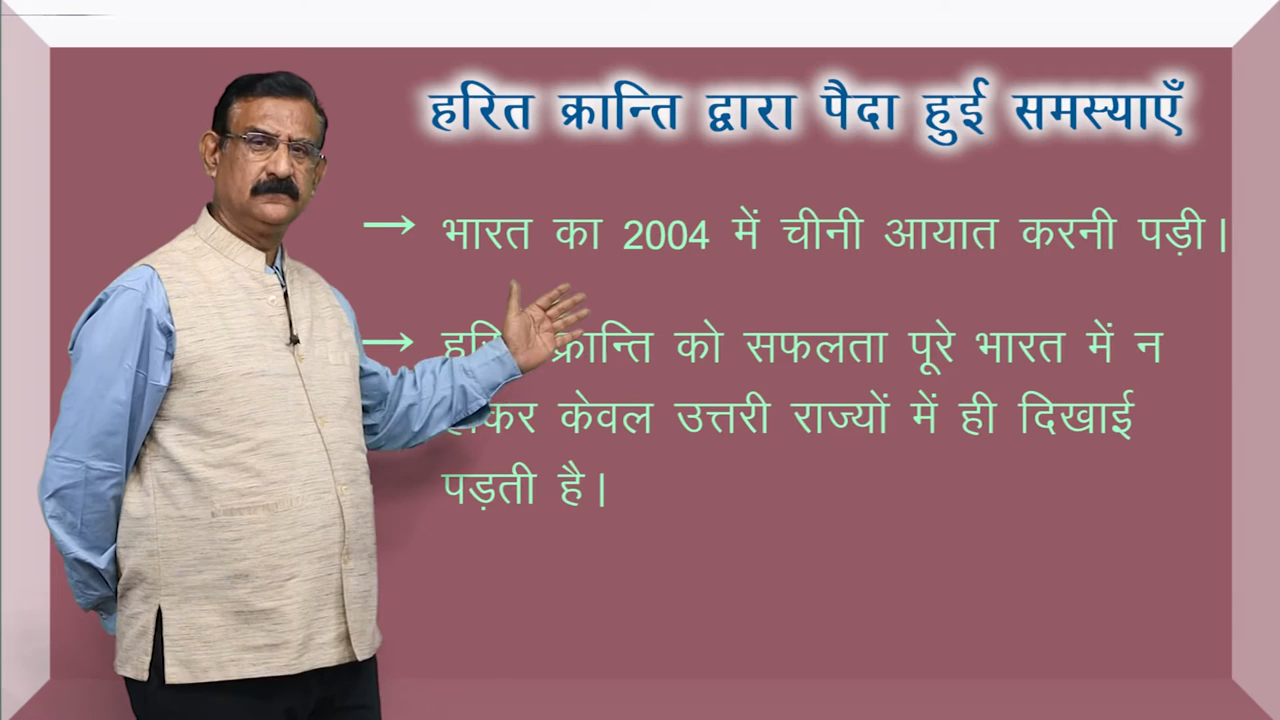 हरित क्रान्ति द्वारा पैदा हुई समस्याएँ
→ भारत का 2004 में चीनी आयात करनी पड़ी।
→ क्रान्ति को सफलता पूरे भारत में न
केवल उत्तरी राज्यों में ही दिखाई
पड़ती है।